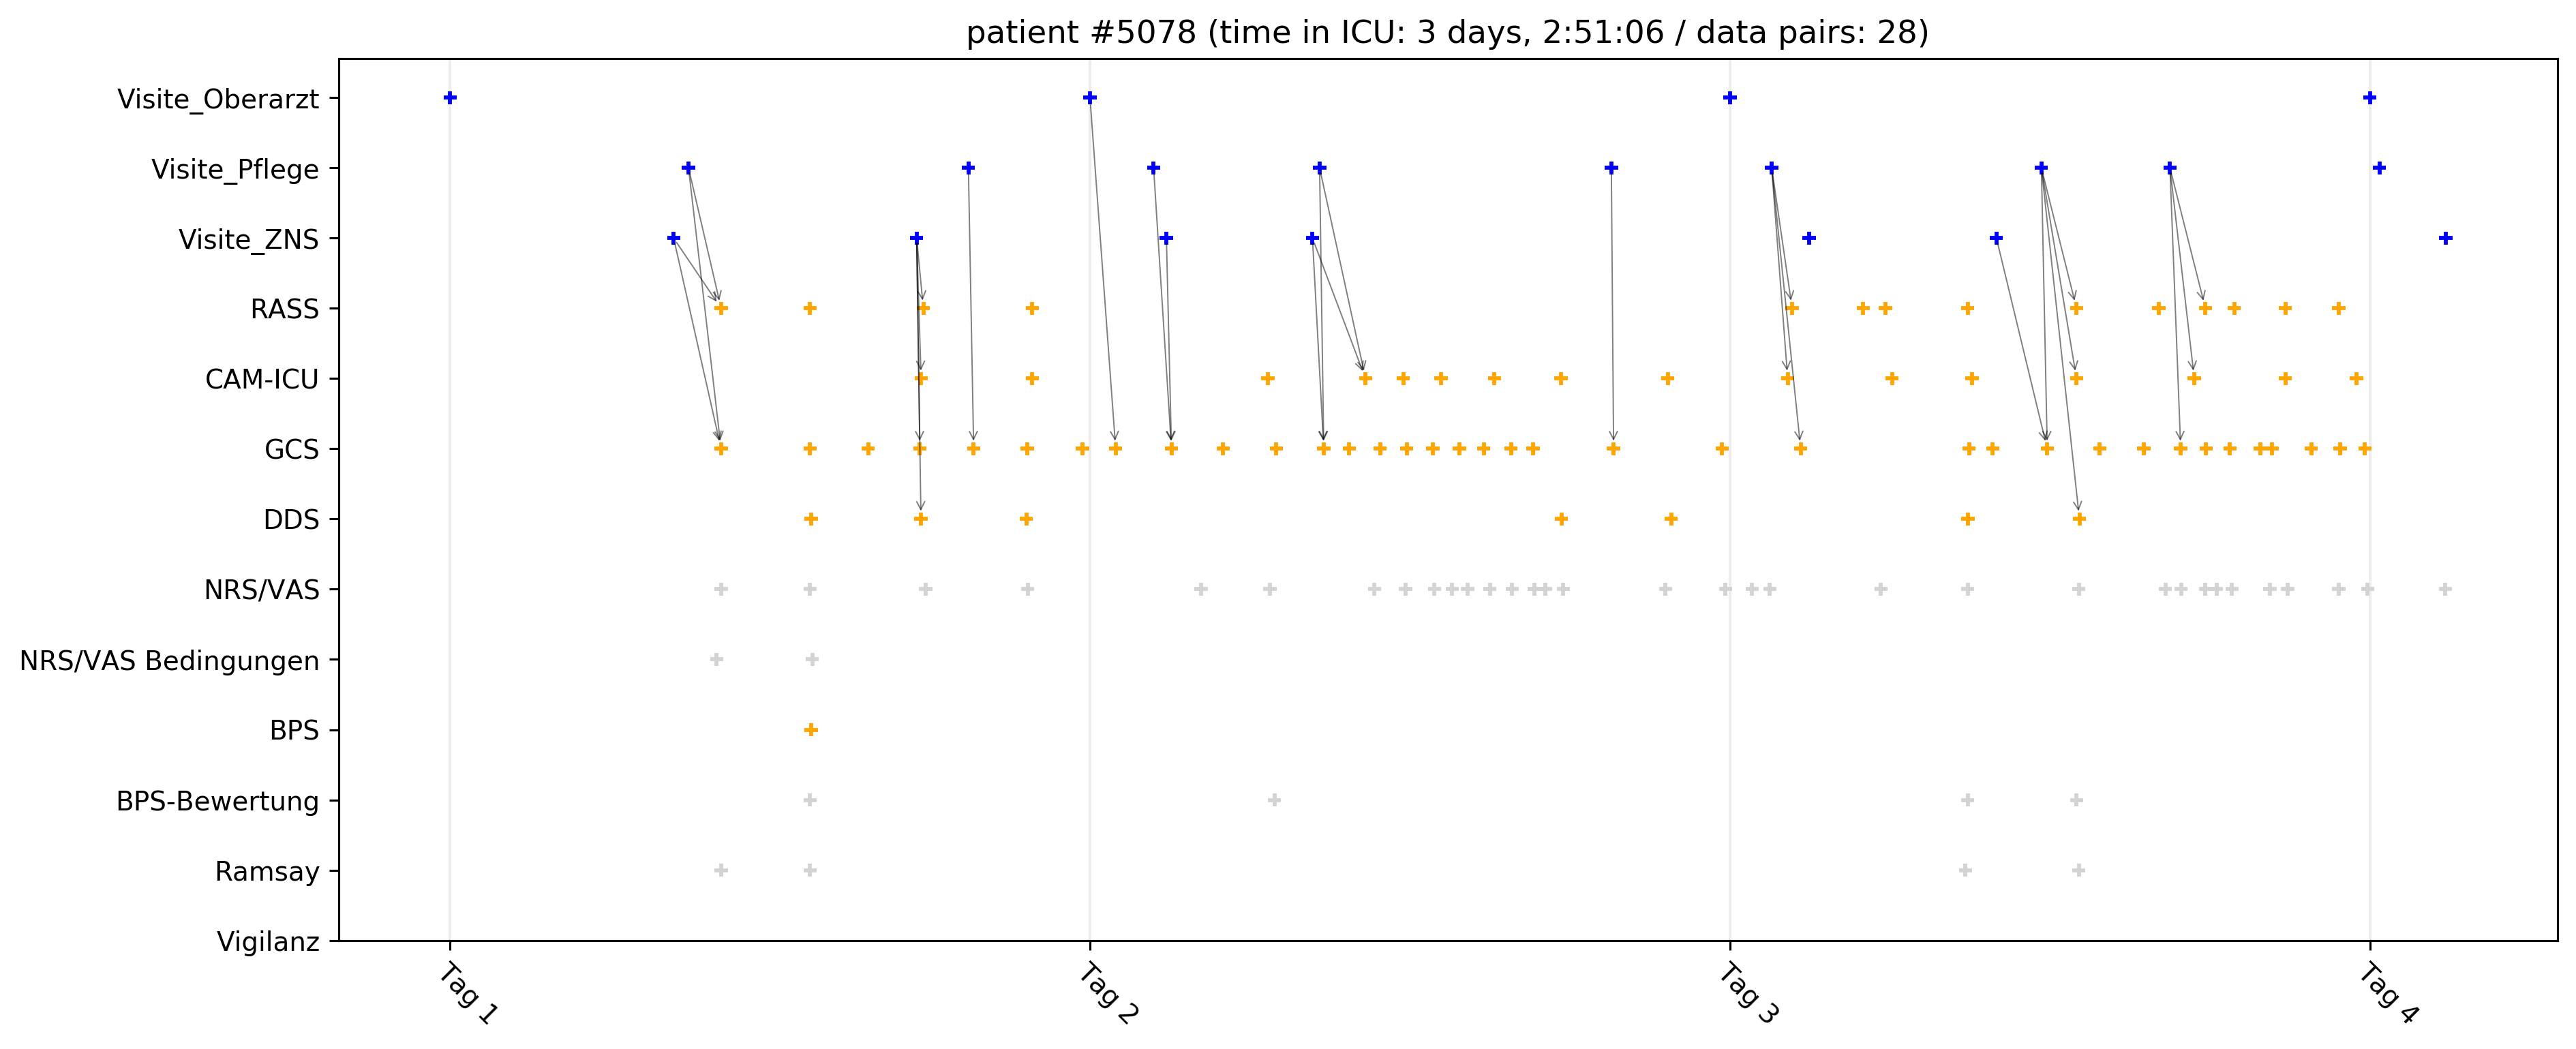 patient #5078 (time in ICU: 3 days, 2:51:06 / data pairs: 28)
Visite_Oberarzt
Visite_Pflege
Visite_ZNS
RASS
CAM-ICU
GCS
DDS
NRS/VAS
NRS/VAS Bedingungen
BPS
BPS-Bewertung
Ramsay
Vigilanz
Tag 1
Tag 2
Tag 3
Tag 4